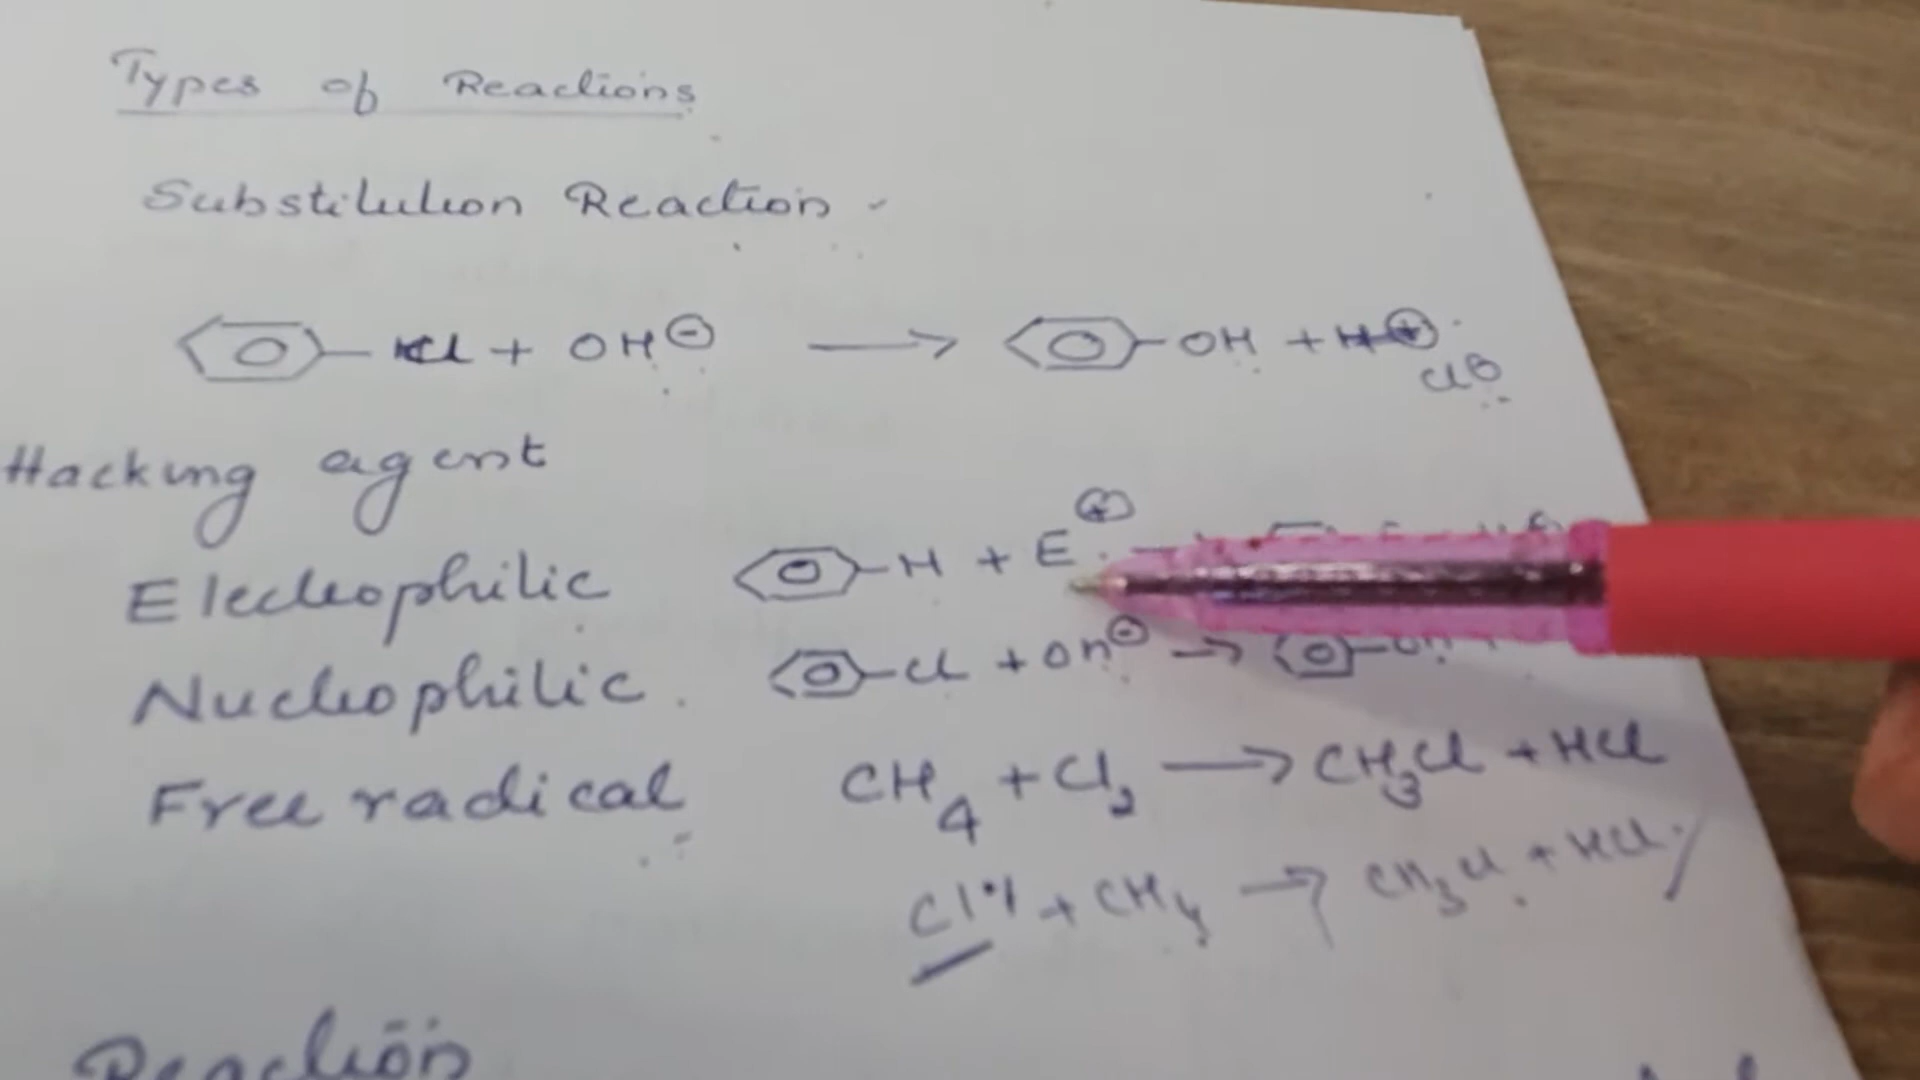 Types of Reactions
Substitution Reaction
⌬-Cl + OH⊖ → ⌬-OH + Cl⊖
Attacking agent
Electrophilic ⌬-H + E⊕ →
Nucleophilic. ⌬-Cl + OH⊖ → ⌬-OH +
Free radical CH4 + Cl2 → CH3Cl + HCl
Cl• + CH4 → CH3Cl + HCl
Reaction